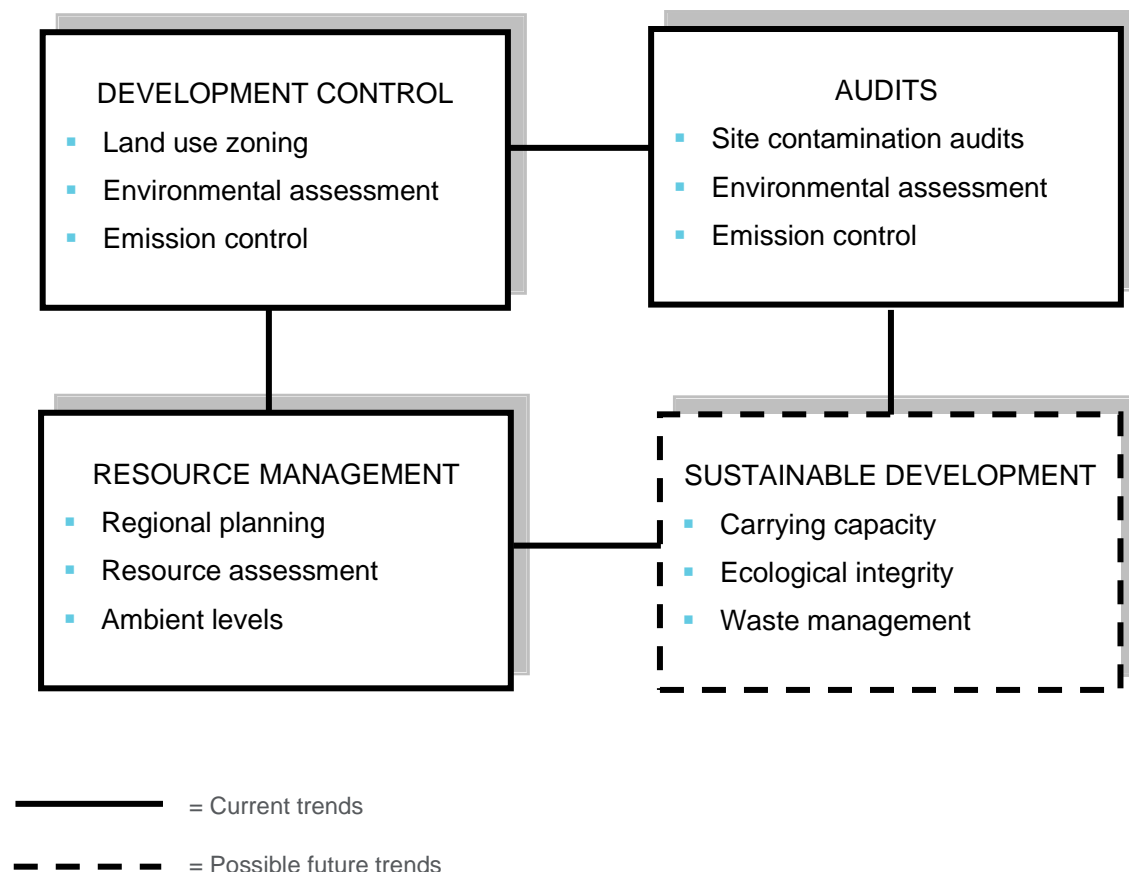 DEVELOPMENT CONTROL
▪ Land use zoning
▪ Environmental assessment
▪ Emission control
AUDITS
▪ Site contamination audits
▪ Environmental assessment
▪ Emission control
RESOURCE MANAGEMENT
▪ Regional planning
▪ Resource assessment
▪ Ambient levels
SUSTAINABLE DEVELOPMENT
▪ Carrying capacity
▪ Ecological integrity
▪ Waste management
= Current trends
= Possible future trends